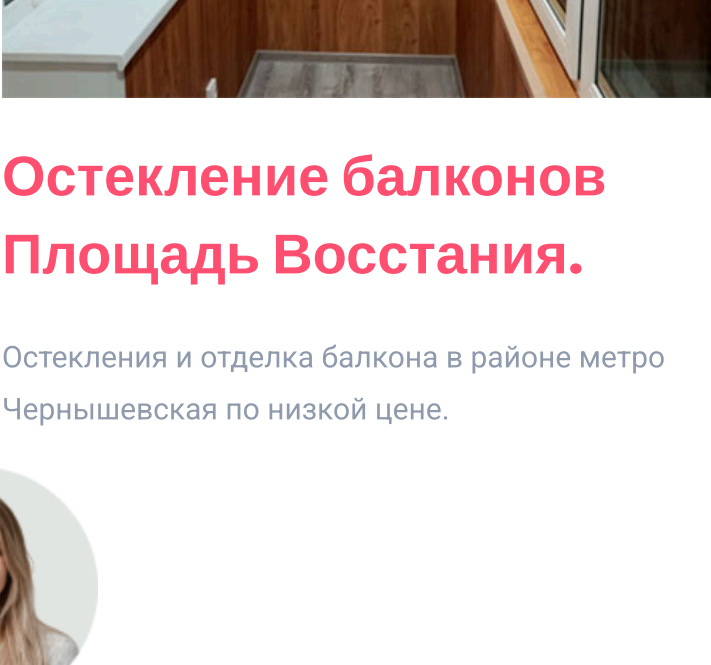 Остекление балконов
Площадь Восстания.
Остекления и отделка балкона в районе метро
Чернышевская по низкой цене.